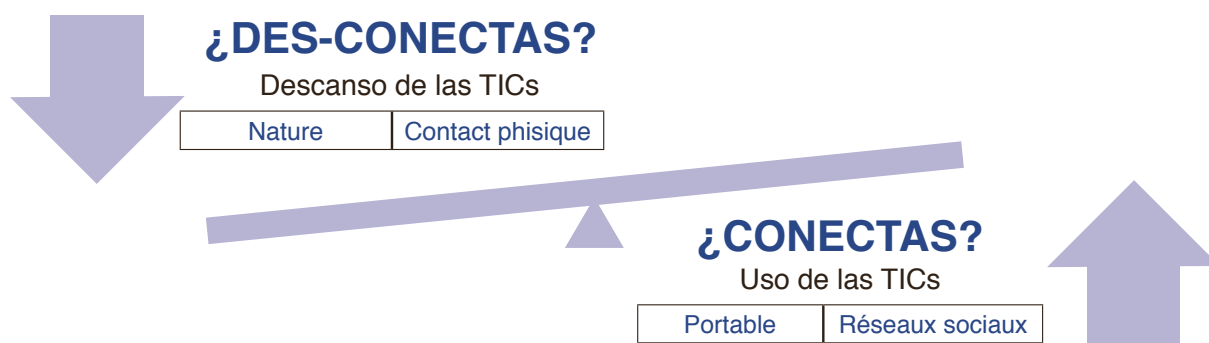 ¿DES-CONECTAS?
Descanso de las TICs
Nature Contact phisique
¿CONECTAS?
Uso de las TICs
Portable Réseaux sociaux